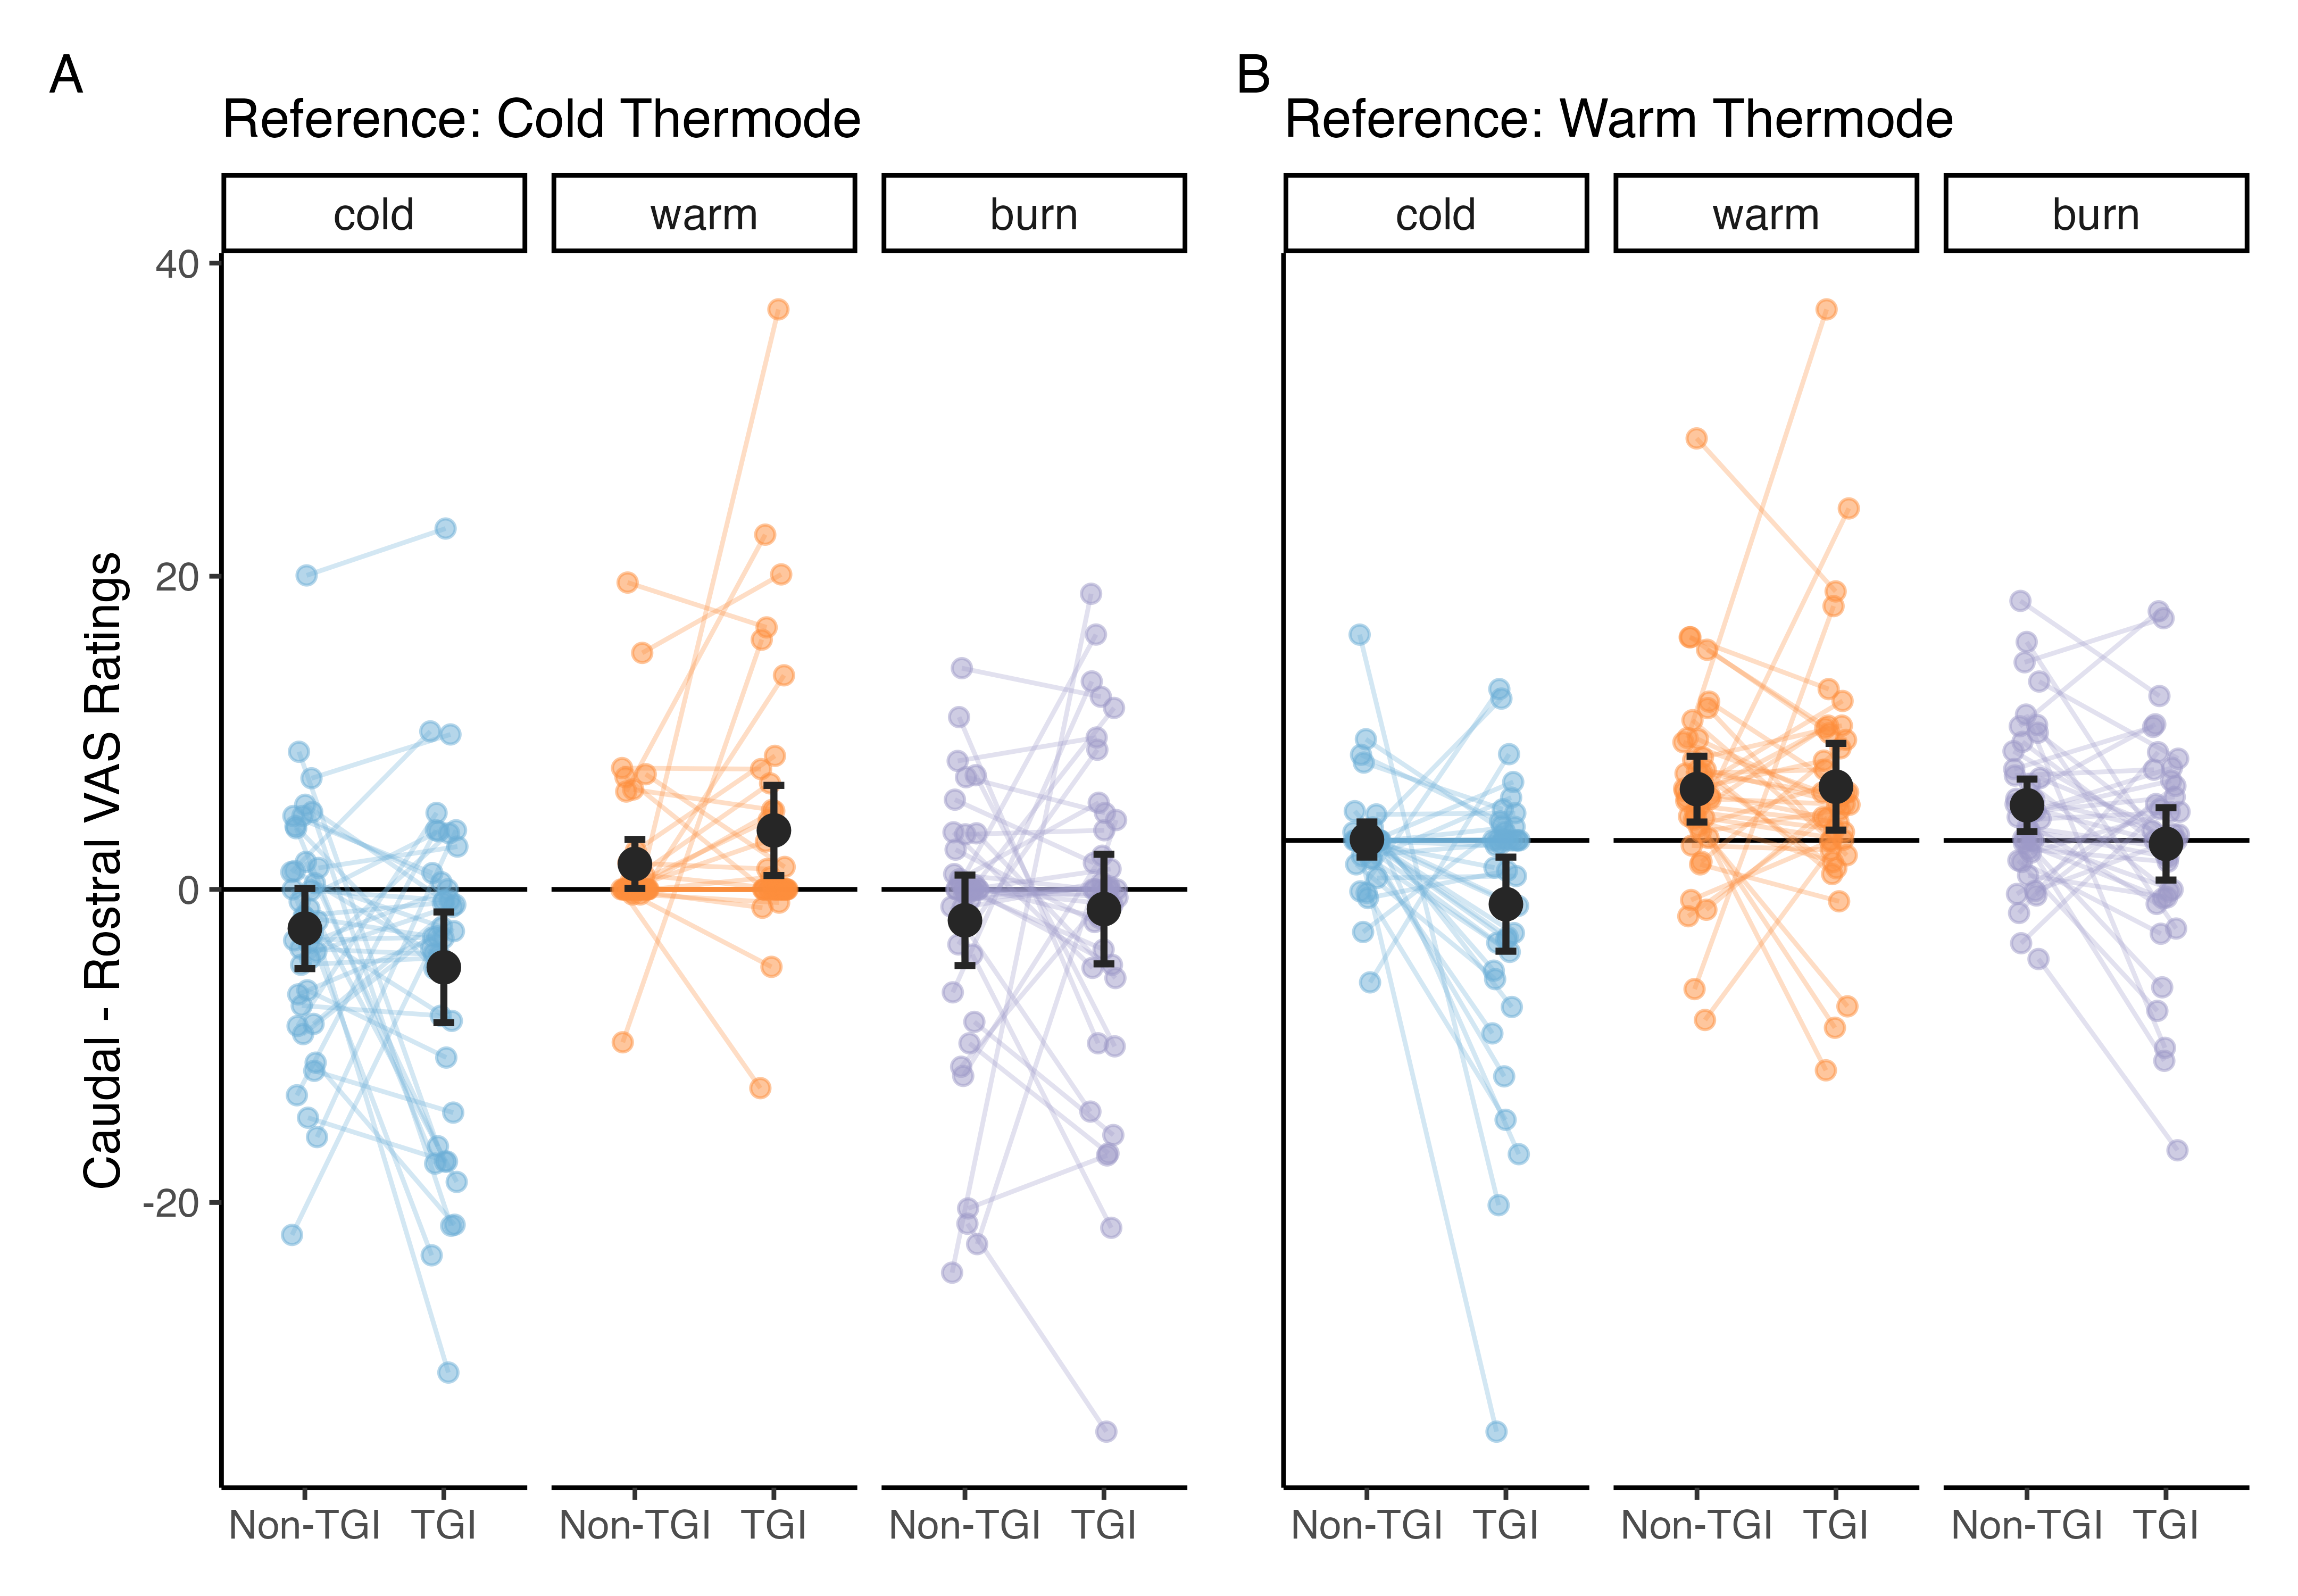 A
B
Reference: Cold Thermode
Reference: Warm Thermode
cold
warm
burn
cold
warm
burn
Caudal - Rostral VAS Ratings
40
20
0
-20
Non-TGI
TGI
Non-TGI
TGI
Non-TGI
TGI
Non-TGI
TGI
Non-TGI
TGI
Non-TGI
TGI